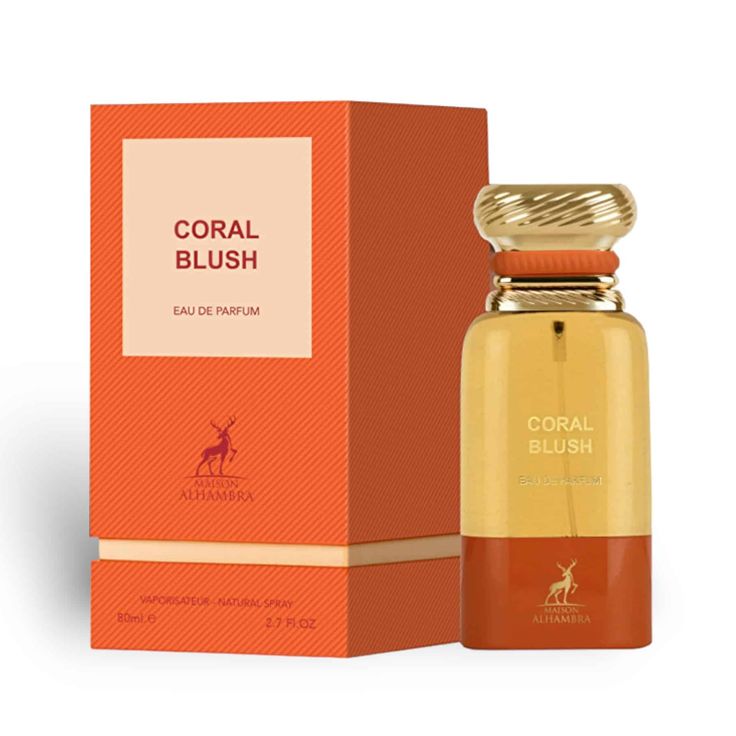 CORAL
BLUSH
EAU DE PARFUM
MAISON
ALHAMBRA
VAPORISATEUR - NATURAL SPRAY
80ml ℮ 2.7 Fl.OZ
CORAL
BLUSH
EAU DE PARFUM
MAISON
ALHAMBRA